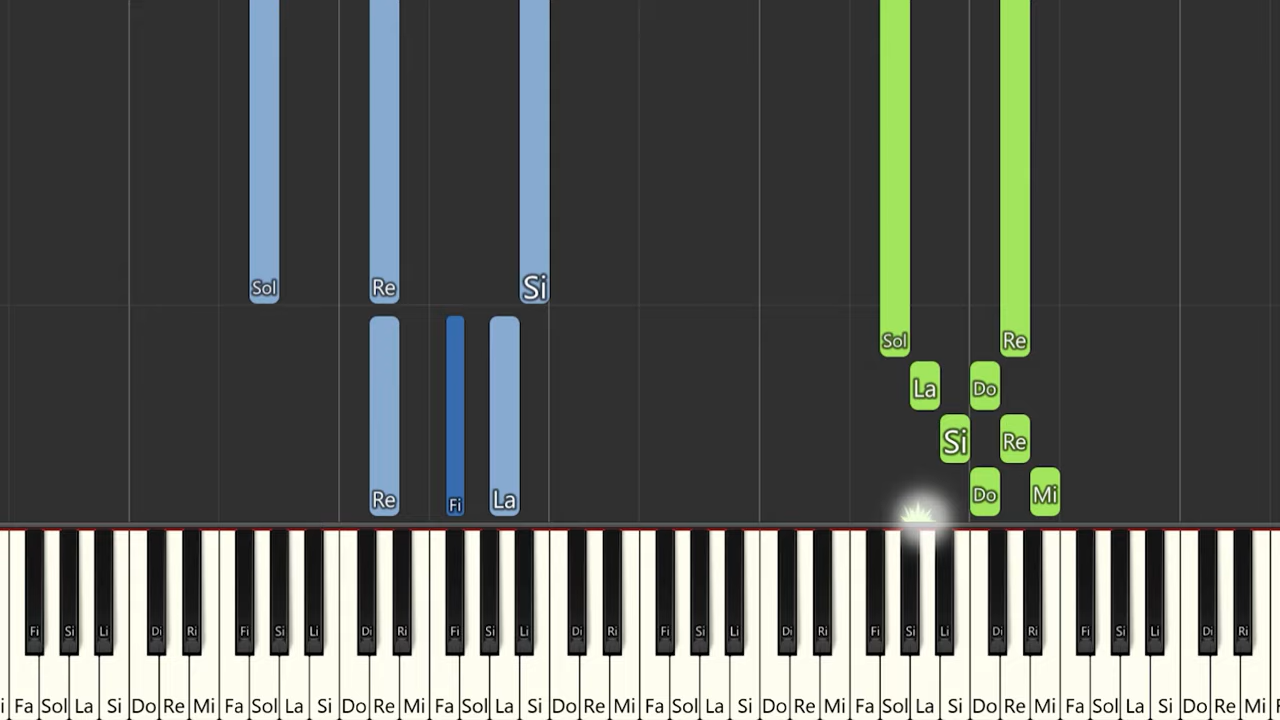 Sol Re Si
Sol Re
La Do
Si Re
Re Fi La Do Mi
Fi Si Li Di Ri Fi Si Li Di Ri Fi Si Li Di Ri Fi Si Li Di Ri Fi Si Li Di Ri Fi Si Li Di Ri
i Fa Sol La Si Do Re Mi Fa Sol La Si Do Re Mi Fa Sol La Si Do Re Mi Fa Sol La Si Do Re Mi Fa Sol La Si Do Re Mi Fa Sol La Si Do Re Mi